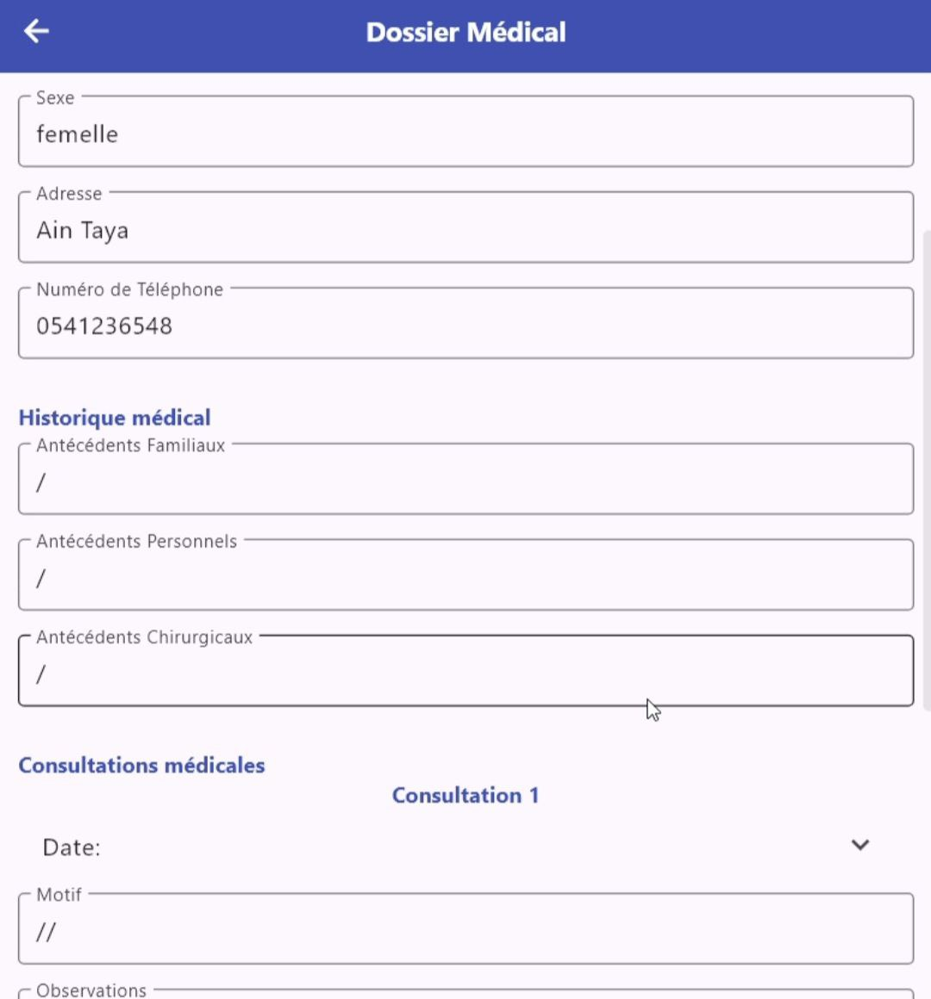 Dossier Médical
Sexe
femelle
Adresse
Ain Taya
Numéro de Téléphone
0541236548
Historique médical
Antécédents Familiaux
/
Antécédents Personnels
/
Antécédents Chirurgicaux
/
Consultations médicales
Consultation 1
Date:
Motif
//
Observations